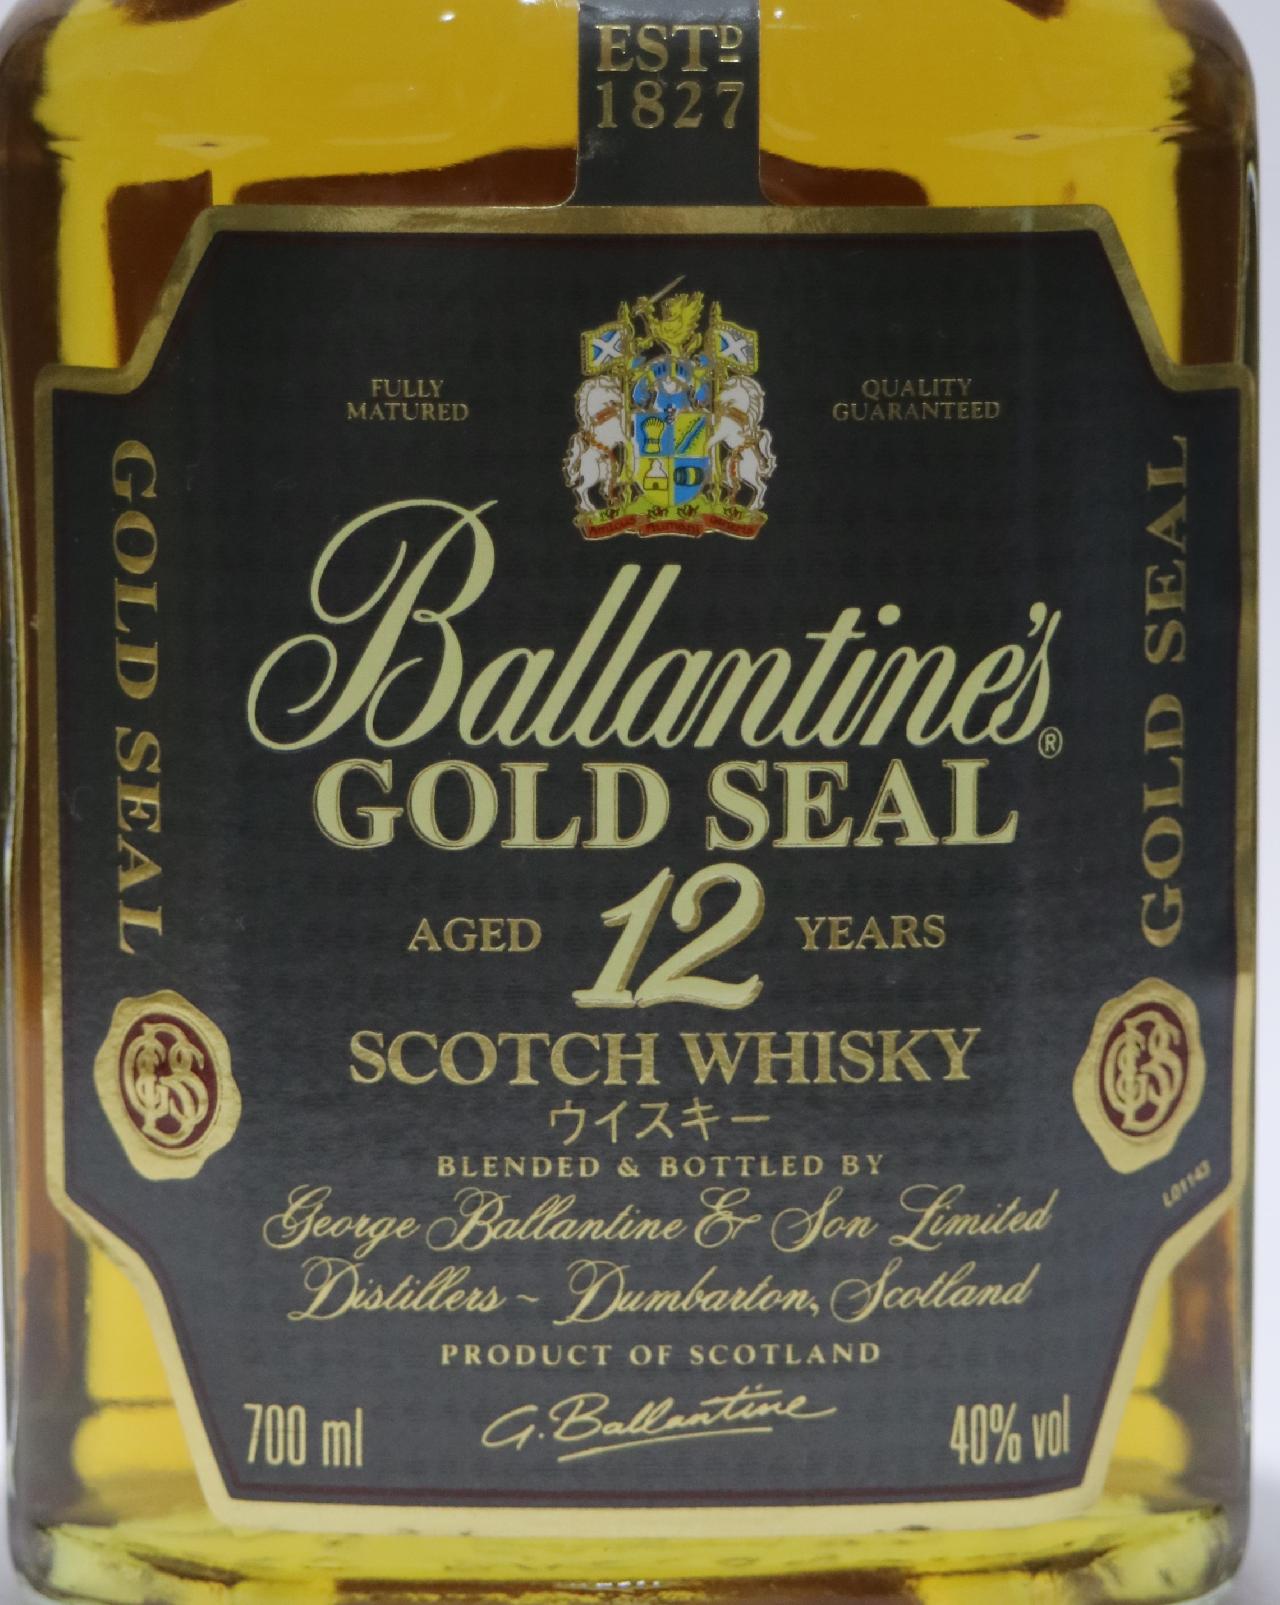 ESTD
1827
FULLY
MATURED
QUALITY
GUARANTEED
Ballantine's®
GOLD SEAL
AGED 12 YEARS
SCOTCH WHISKY
ウイスキー
BLENDED & BOTTLED BY
George Ballantine & Son Limited
Distillers ~ Dumbarton, Scotland
PRODUCT OF SCOTLAND
G. Ballantine
700 ml
40% vol
GOLD SEAL
GOLD SEAL
L01143